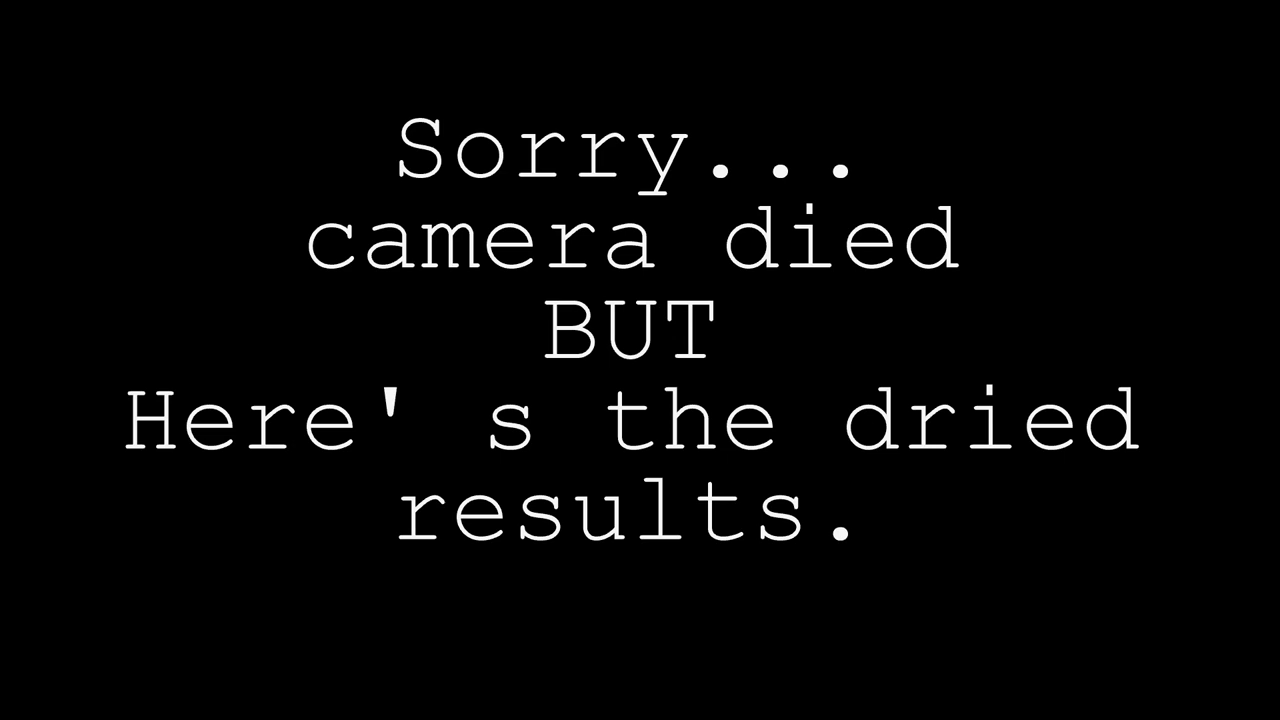 Sorry...
camera died
BUT
Here' s the dried
results.